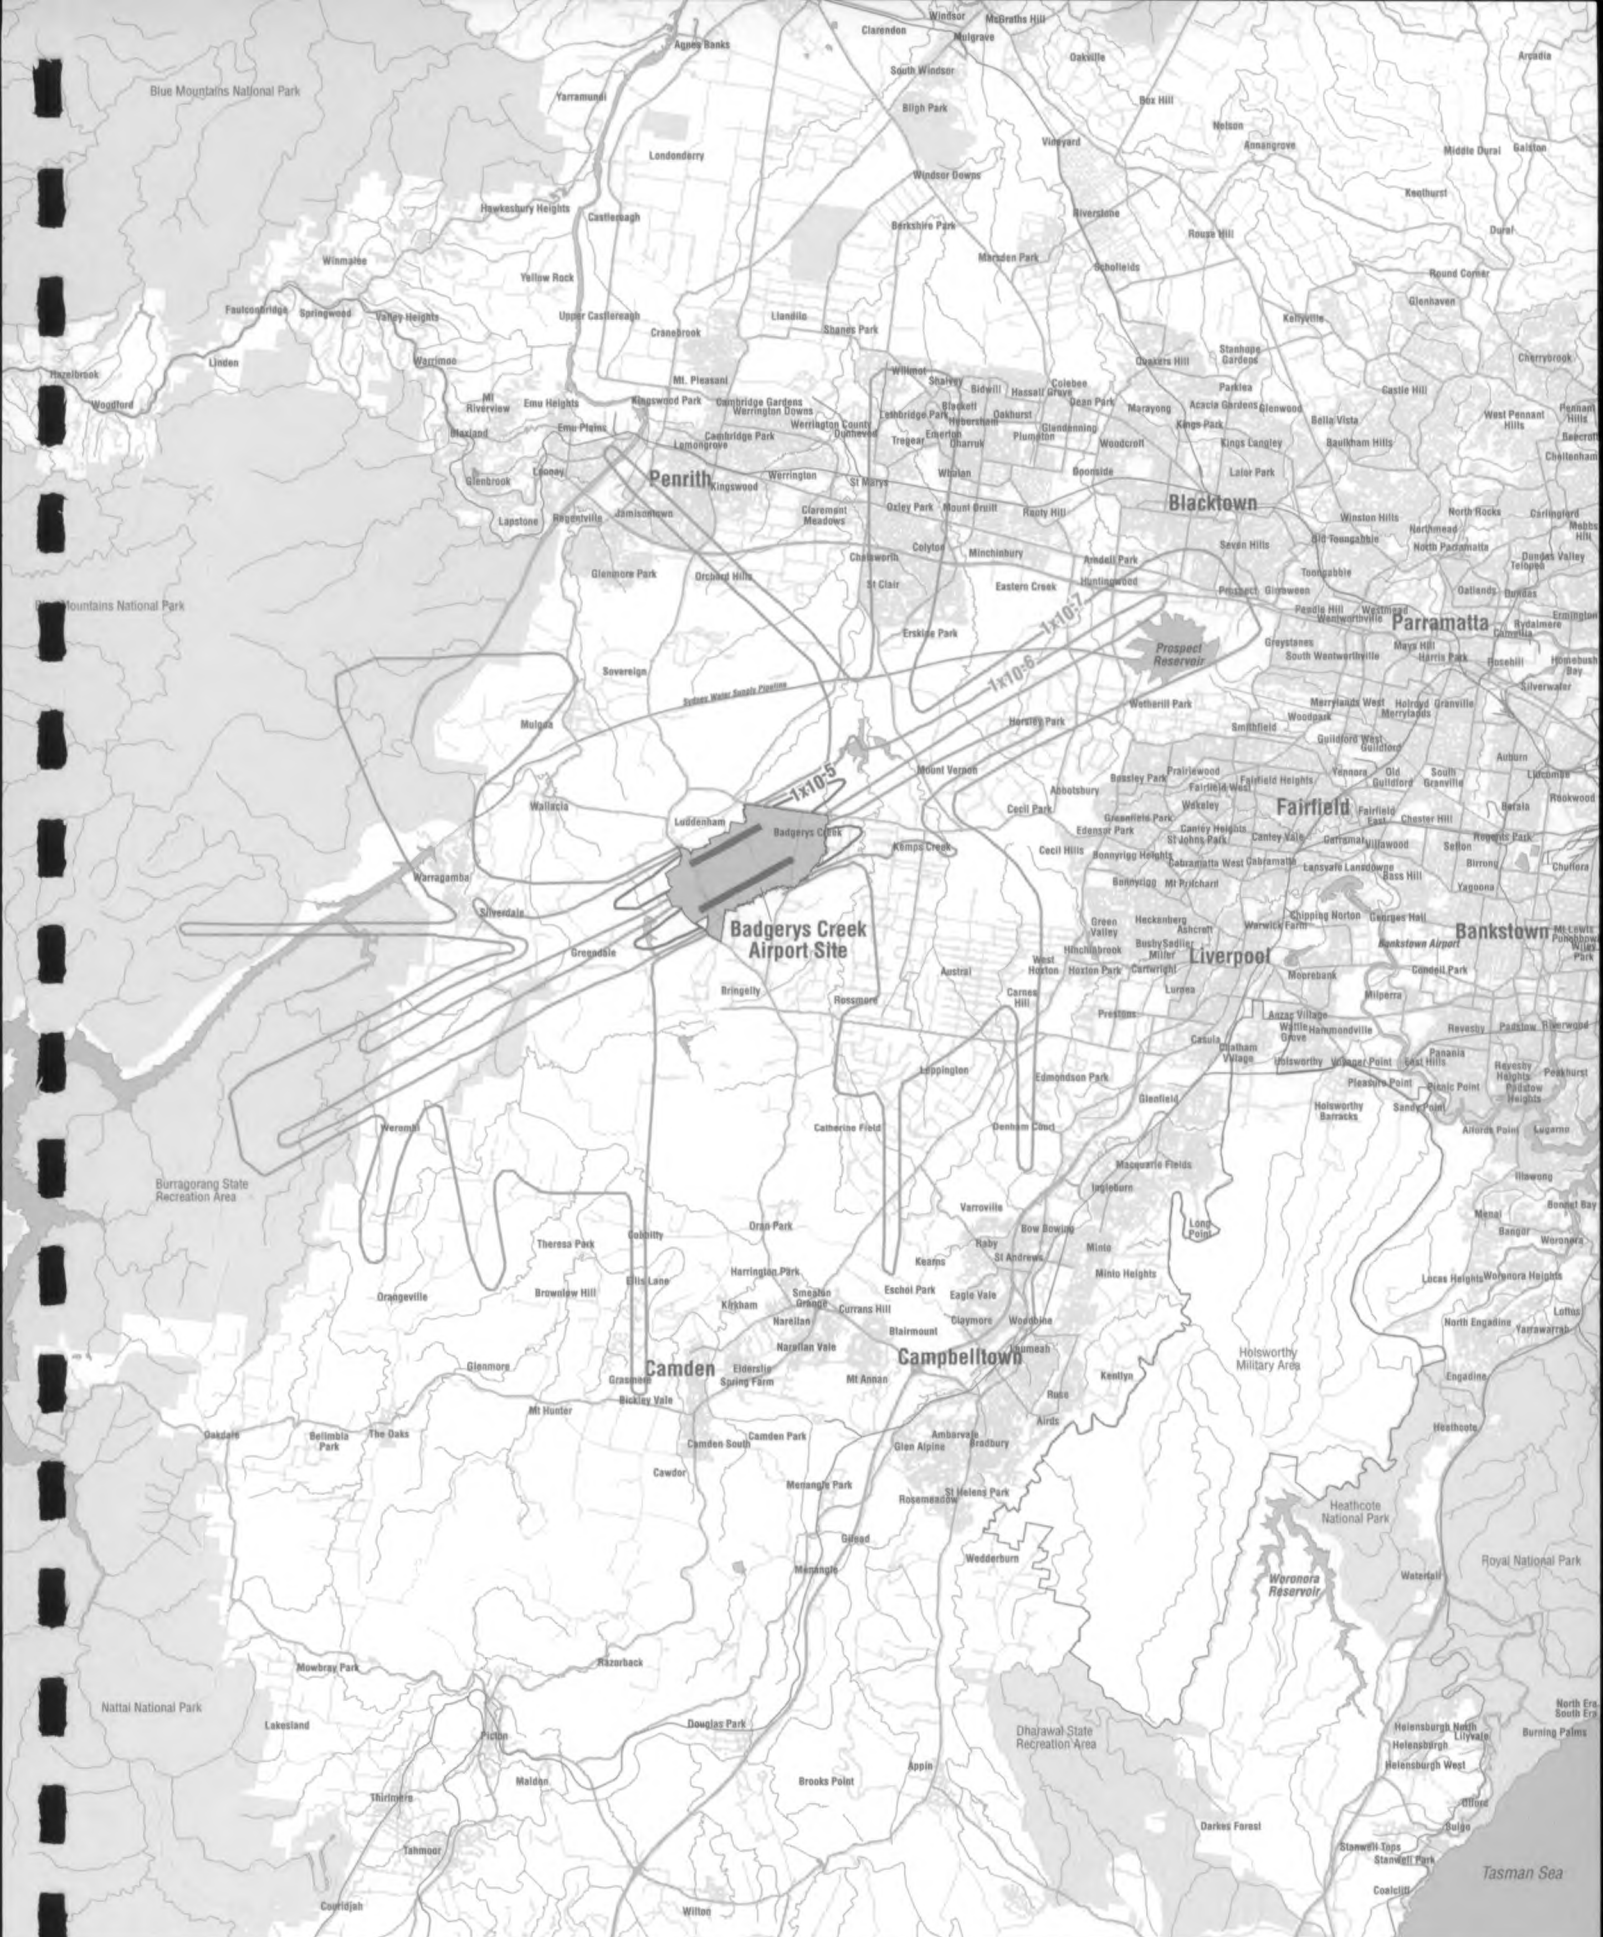 Windsor
McGraths Hill
Clarendon
Mulgrave
Agnes Banks
Oakville
Arcadia
South Windsor
Blue Mountains National Park
Yarramundi
Box Hill
Bligh Park
Nelson
Vineyard
Annangrove
Middle Dural
Galston
Londonderry
Windsor Downs
Kenthurst
Hawkesbury Heights
Castlereagh
Riverstone
Berkshire Park
Rouse Hill
Dural
Winmalee
Marsden Park
Schofields
Round Corner
Yellow Rock
Glenhaven
Faulconbridge
Springwood
Valley Heights
Upper Castlereagh
Llandilo
Shanes Park
Kellyville
Cranebrook
Linden
Warrimoo
Quakers Hill
Stanhope
Gardens
Cherrybrook
Hazelbrook
Willmot
Mt. Pleasant
Shalvey
Bidwill
Hassall Grove
Colebee
Parklea
Castle Hill
Woodford
Mt
Riverview
Emu Heights
Kingswood Park
Cambridge Gardens
Werrington Downs
Lethbridge Park
Blackett
Hebersham
Oakhurst
Dean Park
Marayong
Acacia Gardens
Glenwood
Bella Vista
West Pennant
Hills
Pennant
Hills
Blaxland
Emu Plains
Cambridge Park
Werrington County
Dunheved
Tregear
Emerton
Dharruk
Plumpton
Glendenning
Woodcroft
Kings Park
Kings Langley
Baulkham Hills
Beecroft
Lemongrove
Cheltenham
Glenbrook
Leonay
Penrith
Kingswood
Werrington
St Marys
Whalan
Doonside
Lalor Park
Blacktown
Lapstone
Regentville
Jamisontown
Claremont
Meadows
Oxley Park
Mount Druitt
Rooty Hill
Winston Hills
North Rocks
Carlingford
Northmead
Mobbs
Hill
Seven Hills
Old Toongabbie
North Parramatta
Dundas Valley
Telopea
Colyton
Minchinbury
Arndell Park
Toongabbie
Glenmore Park
Orchard Hills
St Clair
Eastern Creek
Huntingwood
Prospect
Girraween
Oatlands
Dundas
Blue Mountains National Park
1x10-7
Pendle Hill
Wentworthville
Westmead
Parramatta
Ermington
Rydalmere
Camellia
Erskine Park
Prospect
Reservoir
Greystanes
Mays Hill
Harris Park
Rosehill
Homebush
Bay
South Wentworthville
Sovereign
1x10-6
Silverwater
Sydney Water Supply Pipeline
Wetherill Park
Merrylands West
Holroyd
Granville
Merrylands
Woodpark
Mulgoa
Horsley Park
Smithfield
Guildford West
Guildford
Auburn
Mount Vernon
1x10-5
Bossley Park
Prairiewood
Fairfield Heights
Fairfield West
Yennora
Old
Guildford
South
Granville
Lidcombe
Abbotsbury
Rookwood
Wallacia
Cecil Park
Greenfield Park
Wakeley
Fairfield
Fairfield
East
Chester Hill
Berala
Luddenham
Badgerys Creek
Edensor Park
Canley Heights
St Johns Park
Canley Vale
Carramar
Villawood
Sefton
Regents Park
Kemps Creek
Cecil Hills
Bonnyrigg Heights
Cabramatta West
Cabramatta
Lansvale
Lansdowne
Bass Hill
Birrong
Chullora
Warragamba
Bonnyrigg
Mt Pritchard
Yagoona
Silverdale
Badgerys Creek
Airport Site
Green
Valley
Heckenberg
Ashcroft
Warwick Farm
Chipping Norton
Georges Hall
Bankstown
Mt Lewis
Punchbowl
Wiley
Park
Greendale
Hinchinbrook
Busby
Sadlier
Miller
Liverpool
Bankstown Airport
Austral
West
Hoxton
Hoxton Park
Cartwright
Moorebank
Condell Park
Bringelly
Rossmore
Carnes
Hill
Lurnea
Milperra
Prestons
Anzac Village
Wattle
Grove
Hammondville
Revesby
Padstow
Riverwood
Casula
Chatham
Village
Holsworthy
Voyager Point
East Hills
Panania
Leppington
Edmondson Park
Pleasure Point
Picnic Point
Revesby
Heights
Padstow
Heights
Peakhurst
Glenfield
Holsworthy
Barracks
Sandy Point
Werombi
Catherine Field
Denham Court
Alfords Point
Lugarno
Macquarie Fields
Burragorang State
Recreation Area
Ingleburn
Illawong
Varroville
Bonnet Bay
Menai
Oran Park
Bow Bowing
Long
Point
Bangor
Woronora
Theresa Park
Cobbitty
Raby
Minto
St Andrews
Kearns
Harrington Park
Minto Heights
Lucas Heights
Woronora Heights
Ellis Lane
Orangeville
Brownlow Hill
Kirkham
Smeaton
Grange
Eschol Park
Eagle Vale
Loftus
Narellan
Currans Hill
Claymore
Woodbine
North Engadine
Yarrawarrah
Blairmount
Narellan Vale
Campbelltown
Leumeah
Holsworthy
Military Area
Glenmore
Camden
Elderslie
Spring Farm
Mt Annan
Kentlyn
Engadine
Grasmere
Bickley Vale
Ruse
Mt Hunter
Airds
Heathcote
Oakdale
Belimbla
Park
The Oaks
Camden South
Camden Park
Ambarvale
Glen Alpine
Bradbury
Cawdor
Menangle Park
Rosemeadow
St Helens Park
Heathcote
National Park
Gilead
Wedderburn
Royal National Park
Menangle
Woronora
Reservoir
Waterfall
Mowbray Park
Razorback
Nattai National Park
Lakesland
Picton
Douglas Park
Dharawal State
Recreation Area
North Era
South Era
Helensburgh North
Lilyvale
Burning Palms
Helensburgh
Appin
Helensburgh West
Maldon
Brooks Point
Thirlmere
Otford
Darkes Forest
Bulgo
Tahmoor
Stanwell Tops
Stanwell Park
Tasman Sea
Coalcliff
Couridjah
Wilton